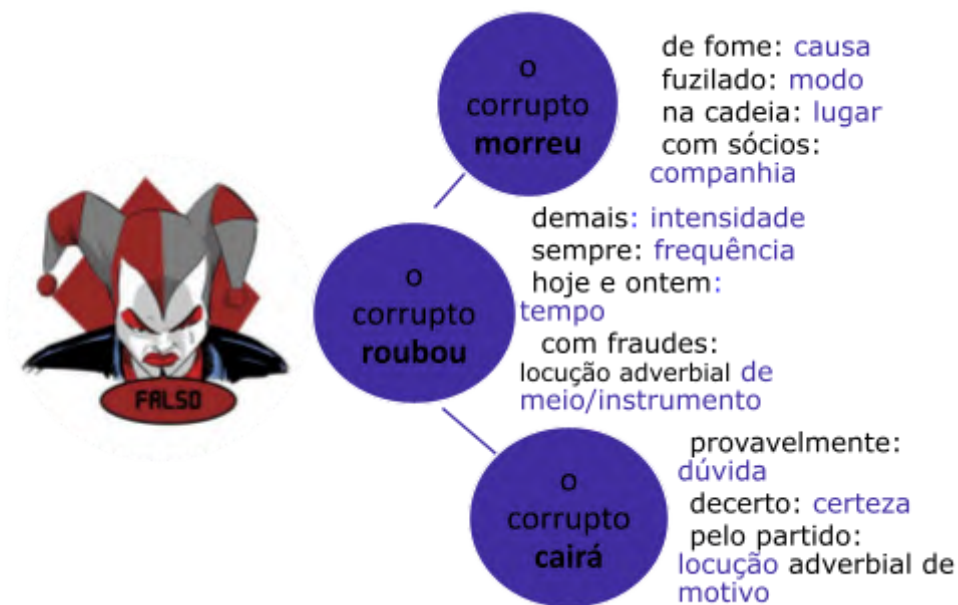 o
corrupto
morreu
de fome: causa
fuzilado: modo
na cadeia: lugar
com sócios:
companhia
FALSO
o
corrupto
roubou
demais: intensidade
sempre: frequência
hoje e ontem:
tempo
com fraudes:
locução adverbial de
meio/instrumento
o
corrupto
cairá
provavelmente:
dúvida
decerto: certeza
pelo partido:
locução adverbial de
motivo